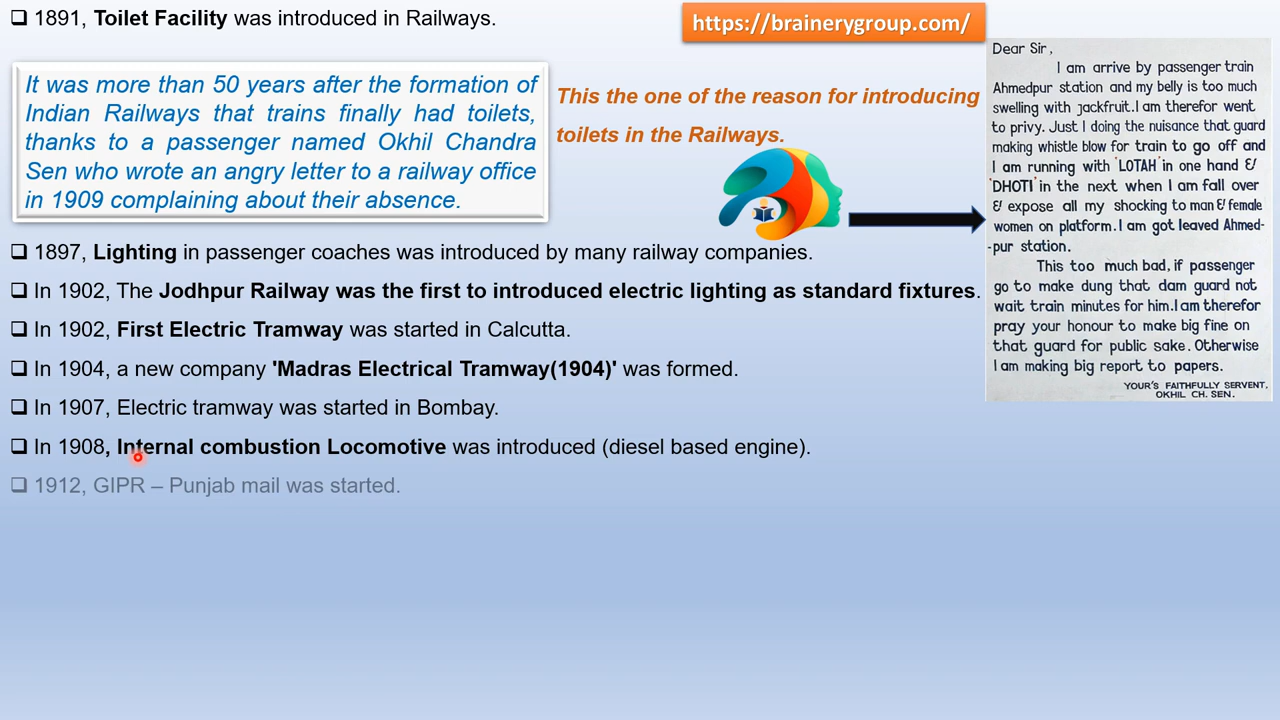 ❑ 1891, Toilet Facility was introduced in Railways.
https://brainerygroup.com/
It was more than 50 years after the formation of
Indian Railways that trains finally had toilets,
thanks to a passenger named Okhil Chandra
Sen who wrote an angry letter to a railway office
in 1909 complaining about their absence.
This the one of the reason for introducing
toilets in the Railways.
Dear Sir,
I am arrive by passenger train
Ahmedpur station and my belly is too much
swelling with jackfruit. I am therefor went
to privy. Just I doing the nuisance that guard
making whistle blow for train to go off and
I am running with 'LOTAH' in one hand &
'DHOTI' in the next when I am fall over
& expose all my shocking to man & female
women on platform. I am got leaved Ahmed-
-pur station.
This too much bad, if passenger
go to make dung that dam guard not
wait train minutes for him. I am therefor
pray your honour to make big fine on
that guard for public sake. Otherwise
I am making big report to papers.
YOUR'S FAITHFULLY SERVENT,
OKHIL CH. SEN.
❑ 1897, Lighting in passenger coaches was introduced by many railway companies.
❑ In 1902, The Jodhpur Railway was the first to introduced electric lighting as standard fixtures.
❑ In 1902, First Electric Tramway was started in Calcutta.
❑ In 1904, a new company 'Madras Electrical Tramway(1904)' was formed.
❑ In 1907, Electric tramway was started in Bombay.
❑ In 1908, Internal combustion Locomotive was introduced (diesel based engine).
❑ 1912, GIPR – Punjab mail was started.